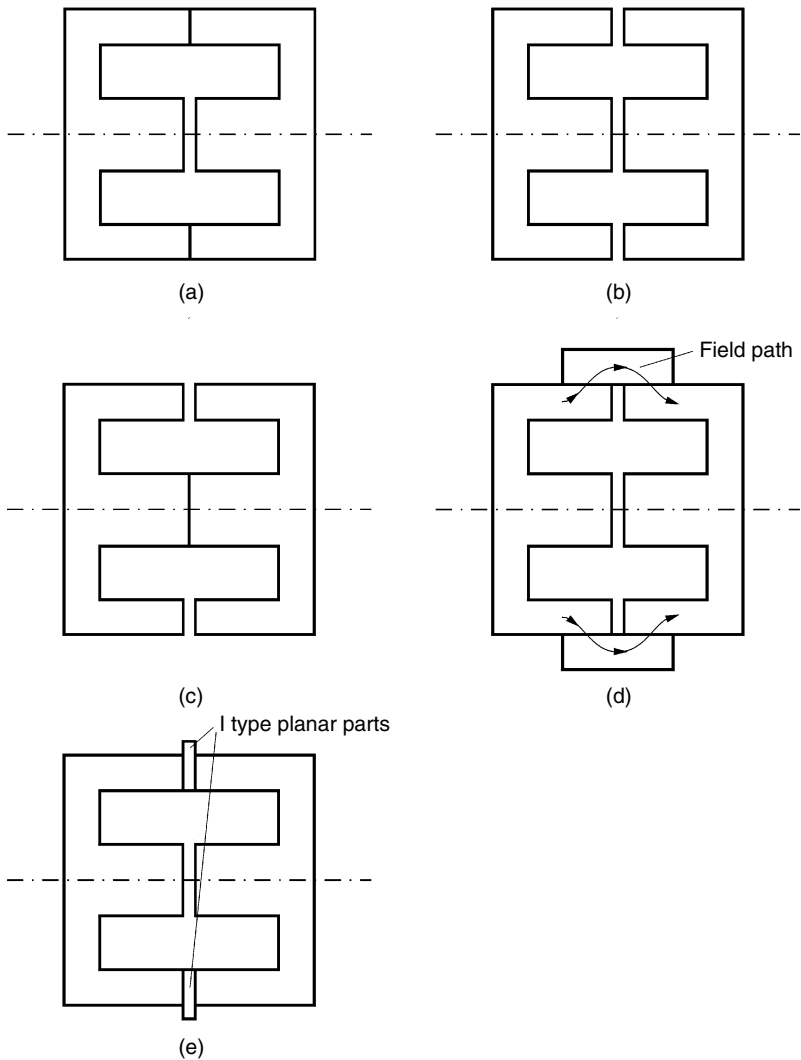 (a)
(b)
Field path
(c)
(d)
I type planar parts
(e)